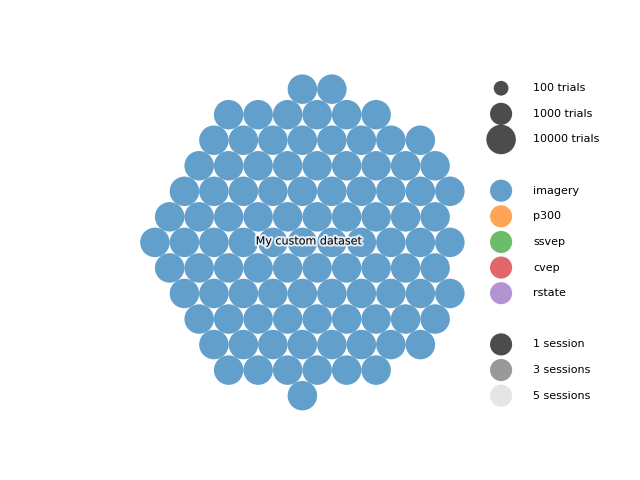 My custom dataset
100 trials
1000 trials
10000 trials
imagery
p300
ssvep
cvep
rstate
1 session
3 sessions
5 sessions